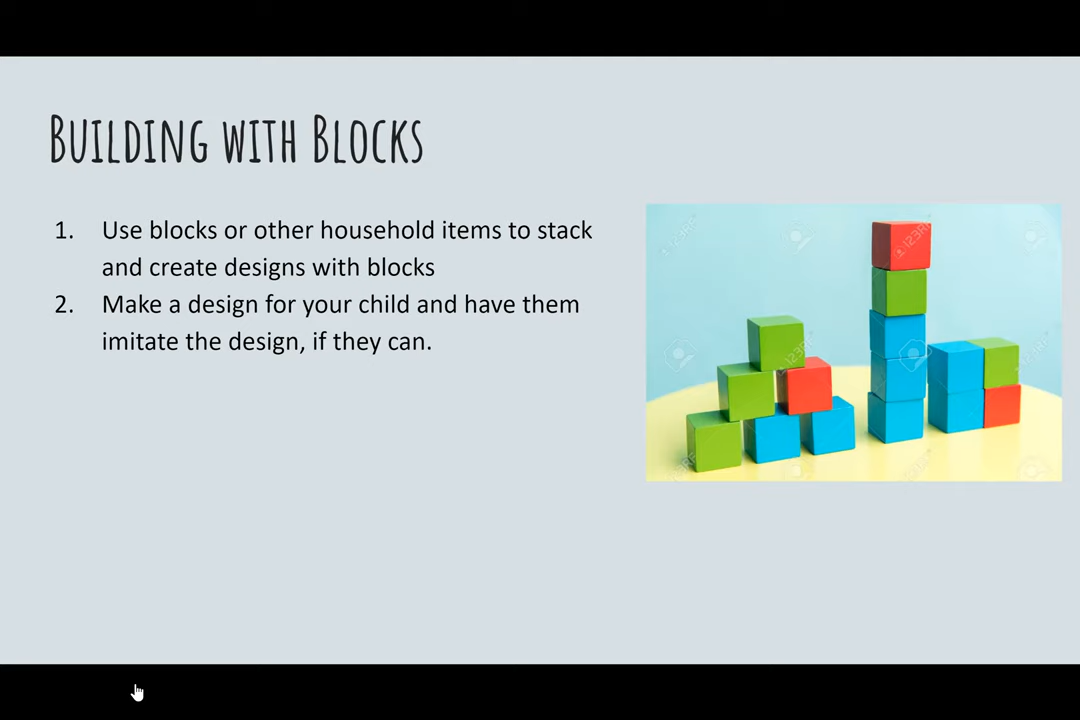 Building with Blocks
1. Use blocks or other household items to stack
and create designs with blocks
2. Make a design for your child and have them
imitate the design, if they can.